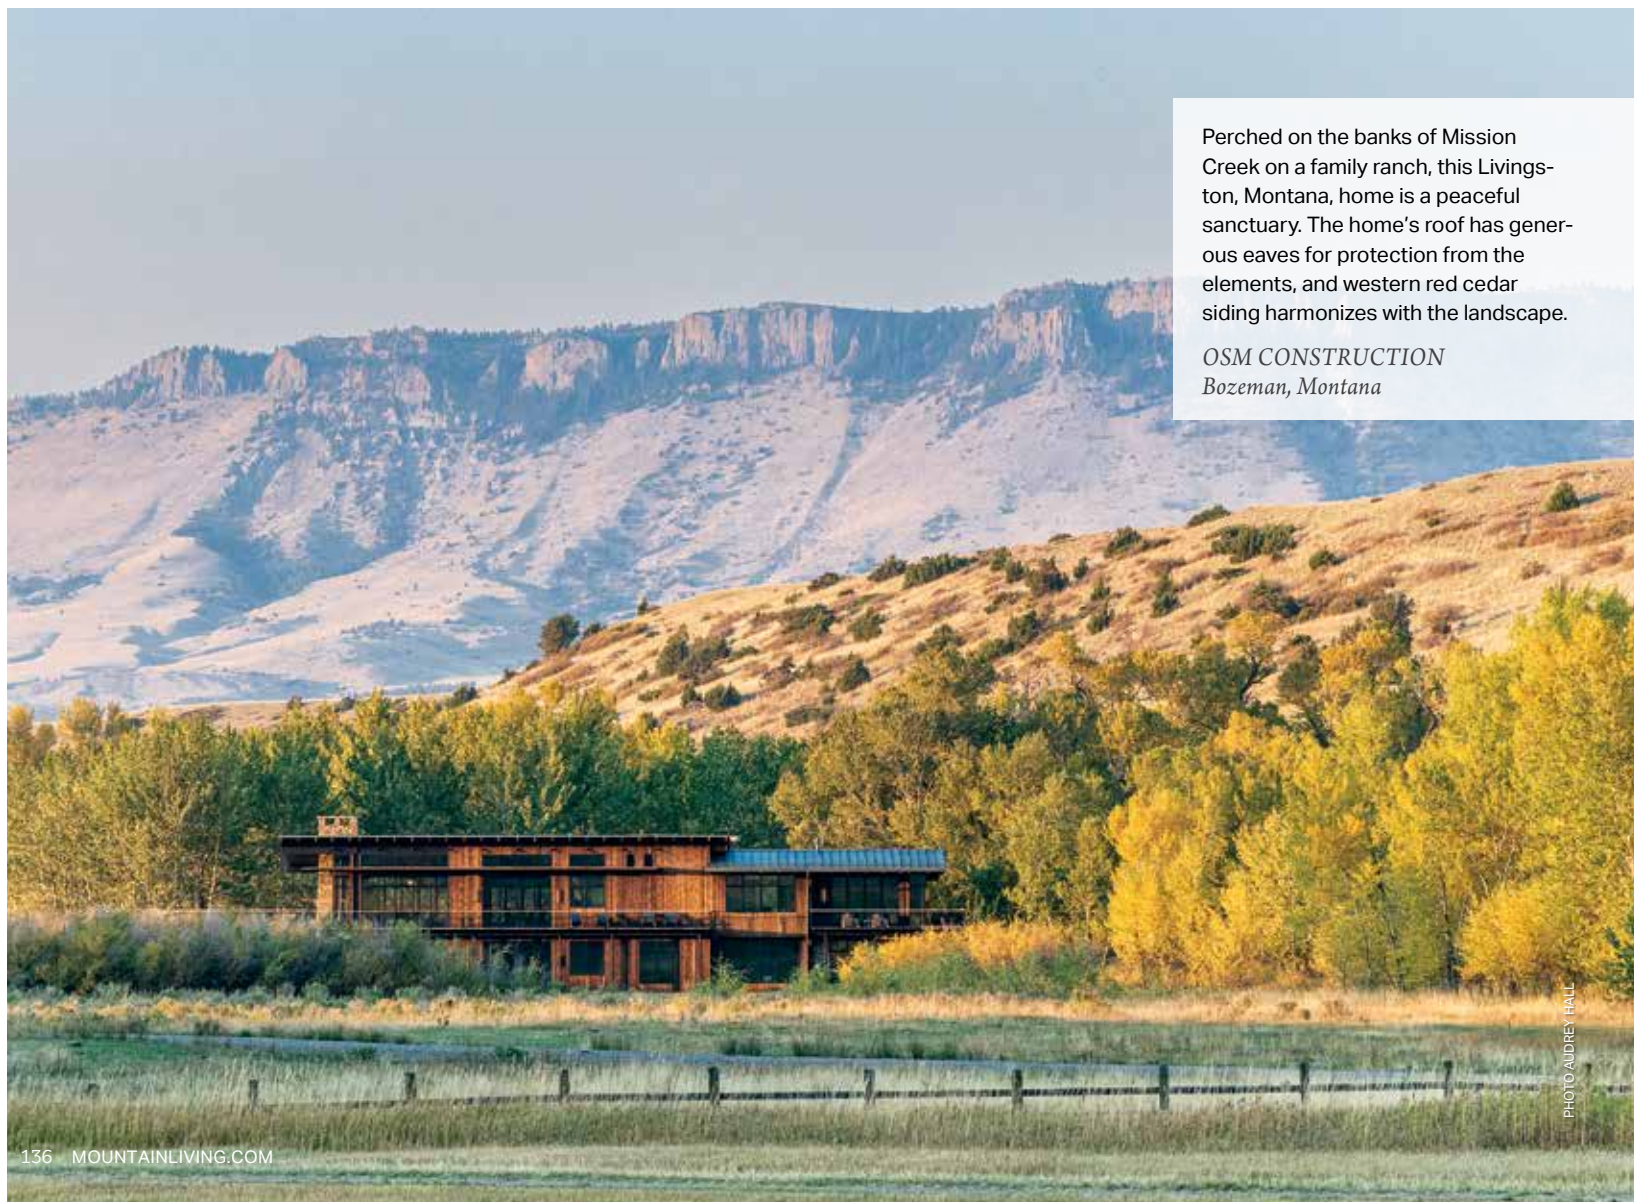 Perched on the banks of Mission
Creek on a family ranch, this Livings-
ton, Montana, home is a peaceful
sanctuary. The home’s roof has gener-
ous eaves for protection from the
elements, and western red cedar
siding harmonizes with the landscape.
OSM CONSTRUCTION
Bozeman, Montana
PHOTO AUDREY HALL
136 MOUNTAINLIVING.COM